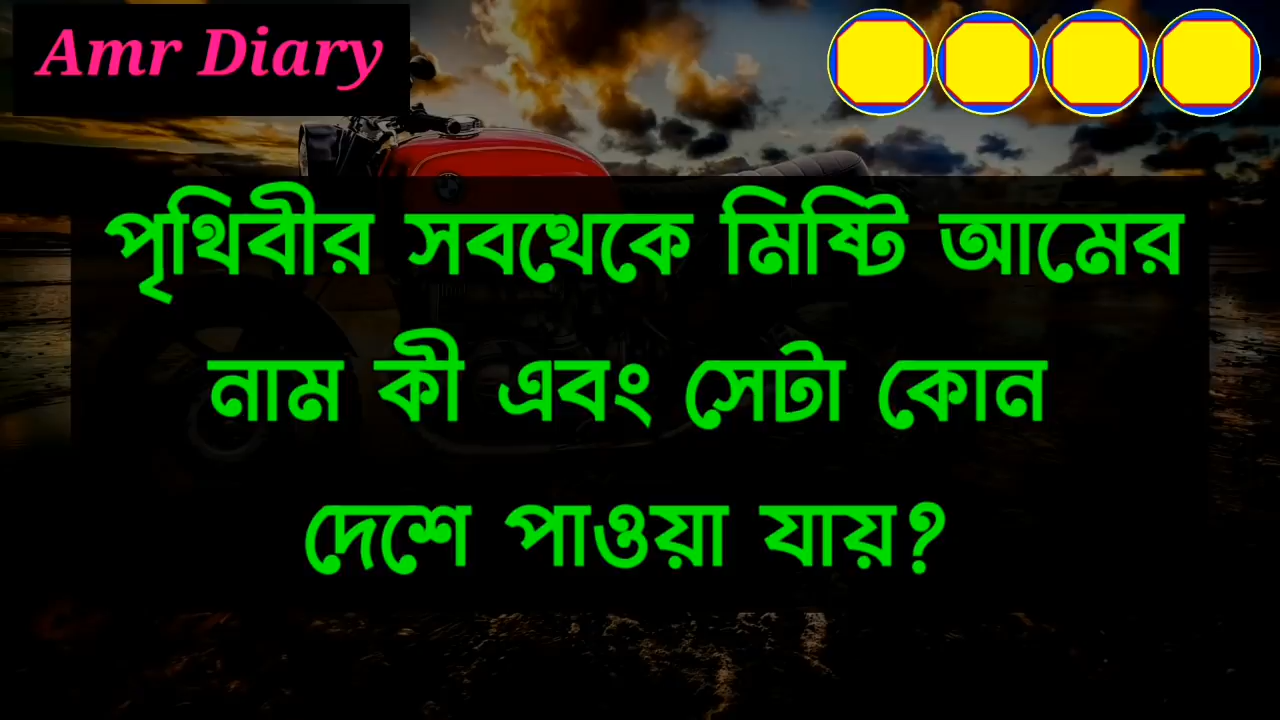 Amr Diary
পৃথিবীর সবথেকে মিষ্টি আমের
নাম কী এবং সেটা কোন
দেশে পাওয়া যায়?